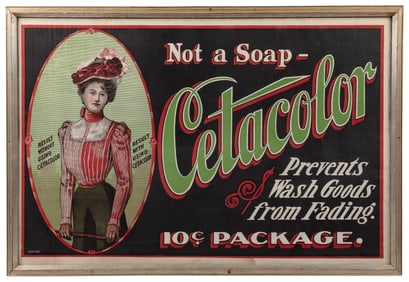 Not a Soap-
Cetacolor
Prevents
Wash Goods
from Fading.
10¢ PACKAGE.
RESULT
WITHOUT
USING
CETACOLOR
RESULT
WITH
USING
CETACOLOR